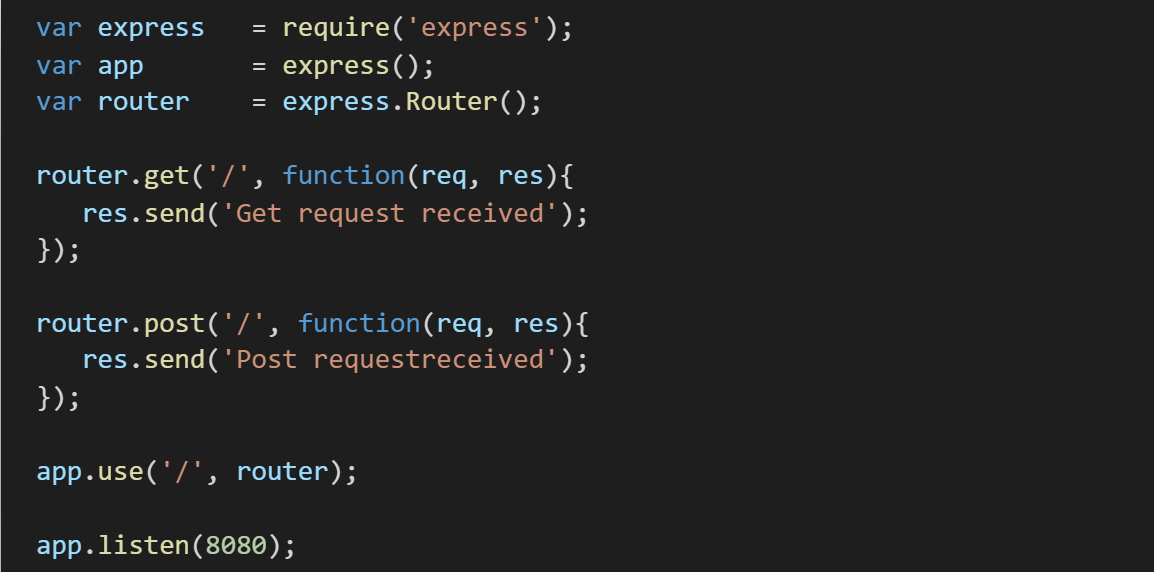 var express   = require('express');
var app       = express();
var router    = express.Router();
router.get('/', function(req, res){
   res.send('Get request received');
});
router.post('/', function(req, res){
   res.send('Post requestreceived');
});
app.use('/', router);
app.listen(8080);